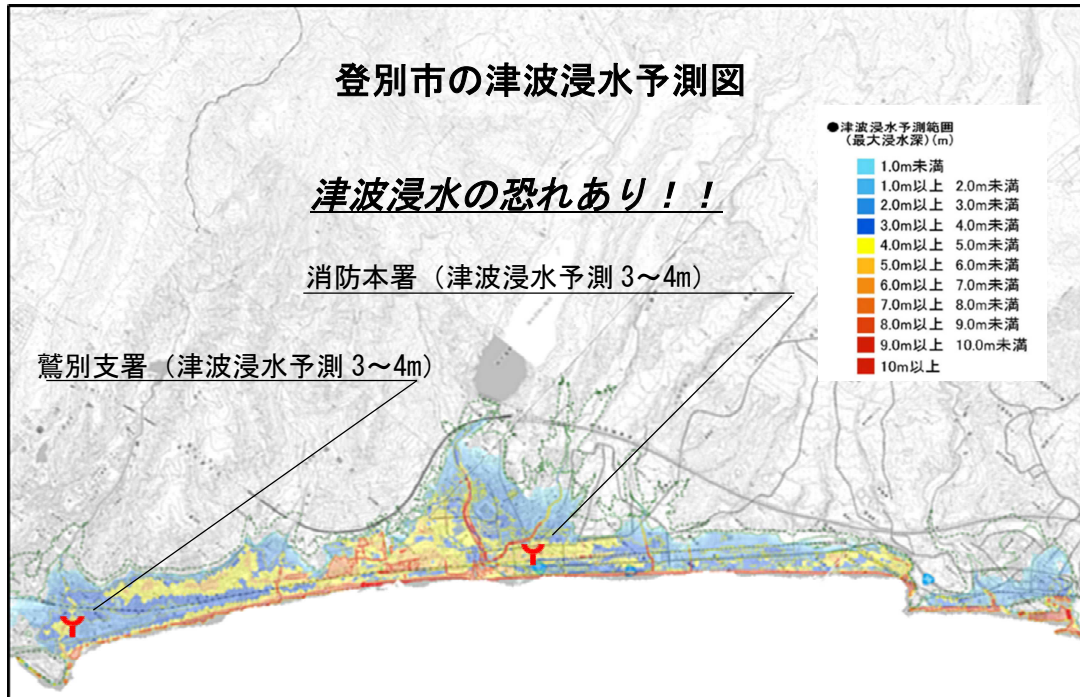 登別市の津波浸水予測図
津波浸水の恐れあり！！
消防本署（津波浸水予測 3～4m）
鷲別支署（津波浸水予測 3～4m）
●津波浸水予測範囲
（最大浸水深）(m)
1.0m未満
1.0m以上 2.0m未満
2.0m以上 3.0m未満
3.0m以上 4.0m未満
4.0m以上 5.0m未満
5.0m以上 6.0m未満
6.0m以上 7.0m未満
7.0m以上 8.0m未満
8.0m以上 9.0m未満
9.0m以上 10.0m未満
10m以上